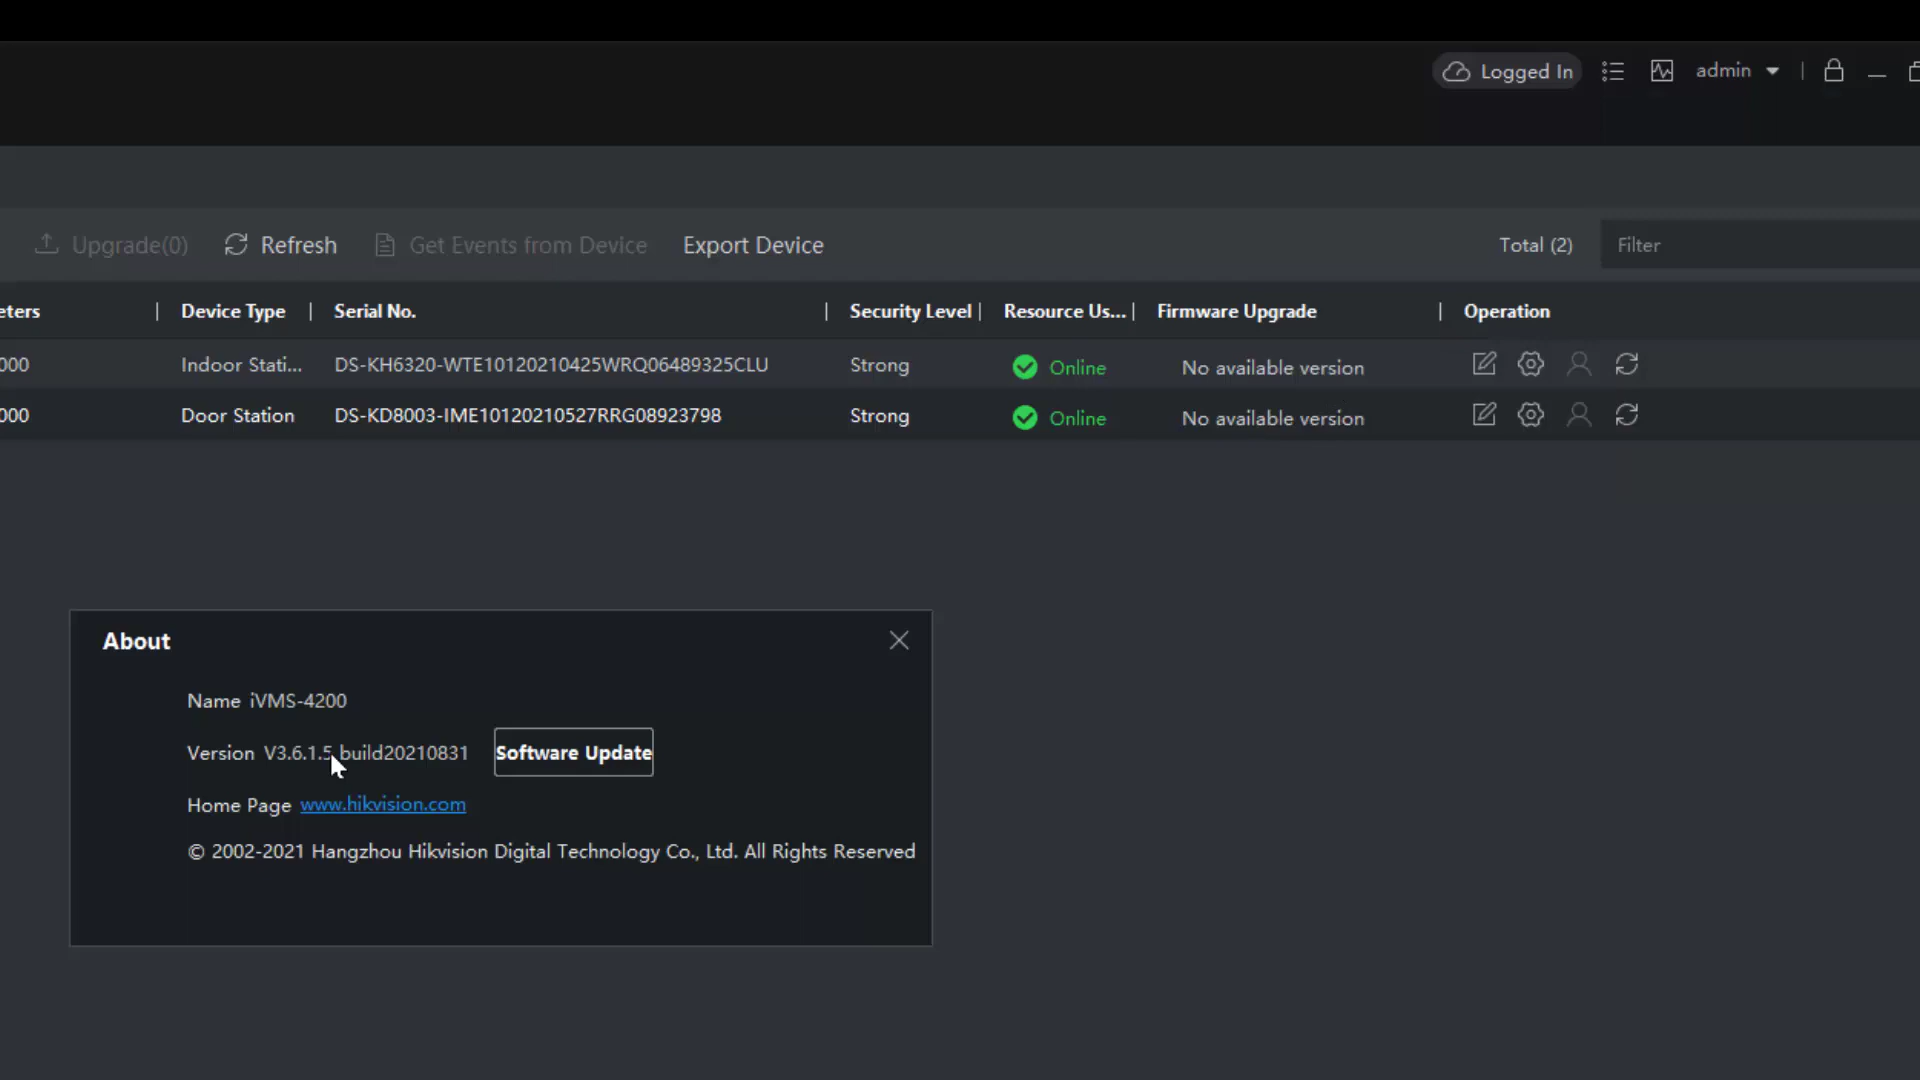 Logged In admin
Upgrade(0) Refresh Get Events from Device Export Device Total (2) Filter
eters | Device Type | Serial No. | Security Level | Resource Us... | Firmware Upgrade | Operation
000 Indoor Stati... DS-KH6320-WTE10120210425WRQ06489325CLU Strong Online No available version
000 Door Station DS-KD8003-IME10120210527RRG08923798 Strong Online No available version
About
Name iVMS-4200
Version V3.6.1.5 build20210831 Software Update
Home Page www.hikvision.com
© 2002-2021 Hangzhou Hikvision Digital Technology Co., Ltd. All Rights Reserved